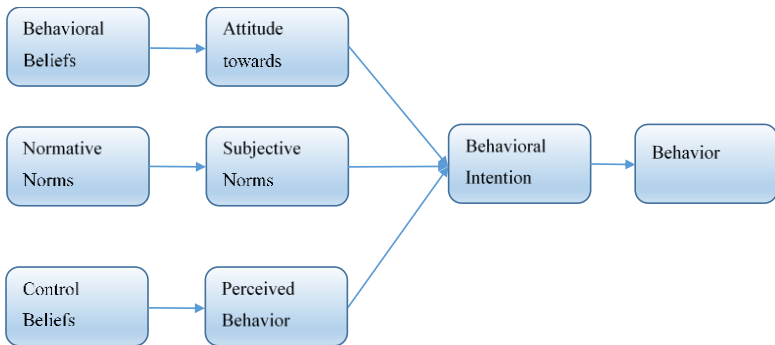 Behavioral
Beliefs
Attitude
towards
Normative
Norms
Subjective
Norms
Behavioral
Intention
Behavior
Control
Beliefs
Perceived
Behavior